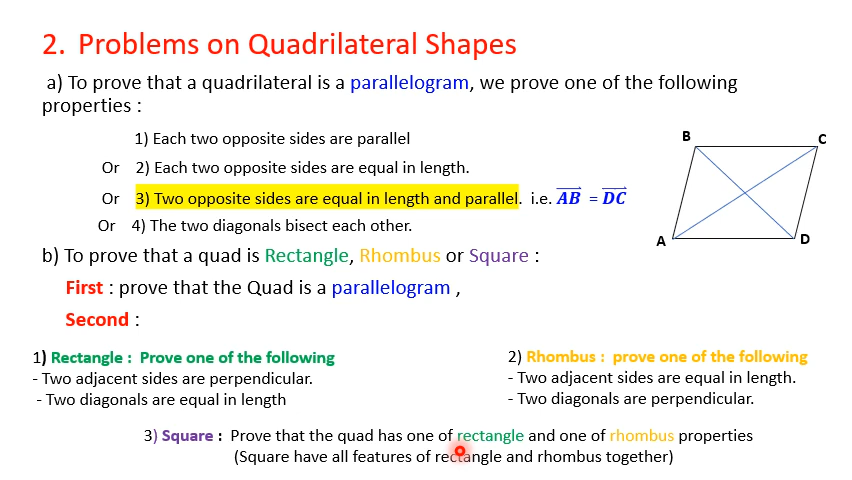 2. Problems on Quadrilateral Shapes
a) To prove that a quadrilateral is a parallelogram, we prove one of the following
properties :
1) Each two opposite sides are parallel
Or 2) Each two opposite sides are equal in length.
Or 3) Two opposite sides are equal in length and parallel. i.e. AB = DC
Or 4) The two diagonals bisect each other.
B
C
A
D
b) To prove that a quad is Rectangle, Rhombus or Square :
First : prove that the Quad is a parallelogram ,
Second :
1) Rectangle : Prove one of the following
- Two adjacent sides are perpendicular.
- Two diagonals are equal in length
2) Rhombus : prove one of the following
- Two adjacent sides are equal in length.
- Two diagonals are perpendicular.
3) Square : Prove that the quad has one of rectangle and one of rhombus properties
(Square have all features of rectangle and rhombus together)